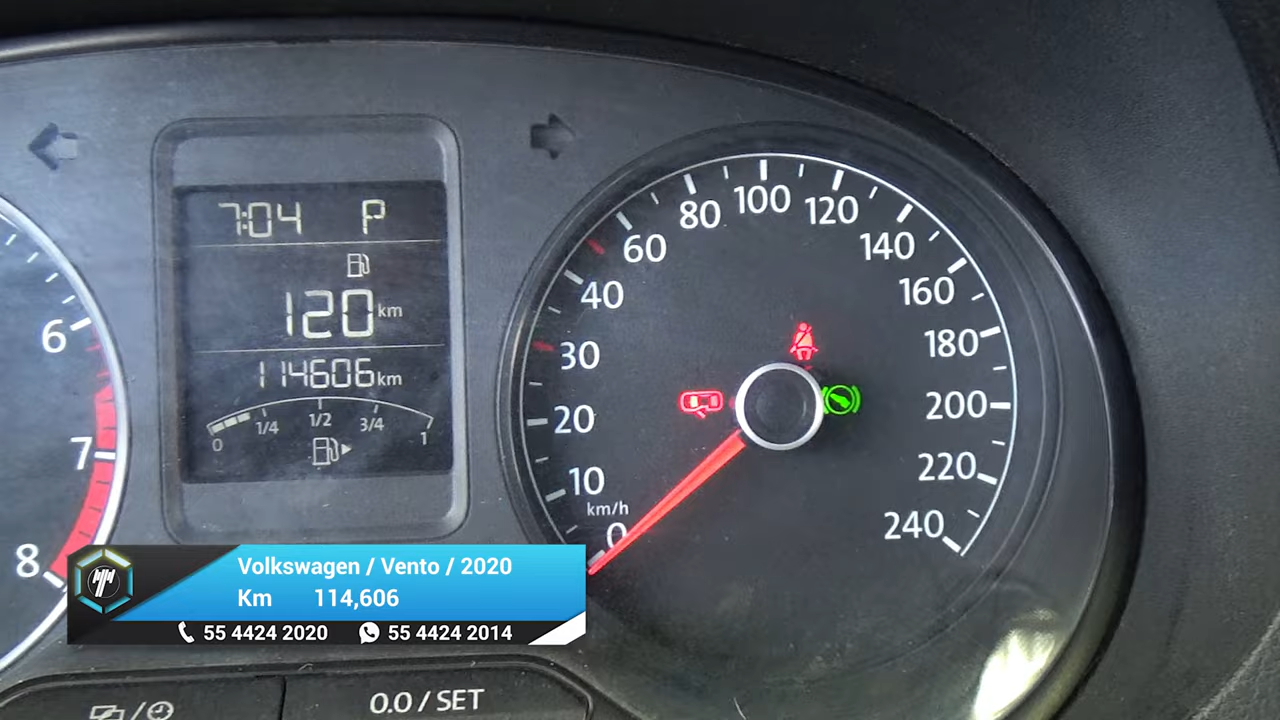 7:04 P
120 km
114606 km
0 1/4 1/2 3/4 1
6
7
8
0
10
20
30
40
60
80
100
120
140
160
180
200
220
240
km/h
Volkswagen / Vento / 2020
Km 114,606
55 4424 2020 55 4424 2014
0.0 / SET